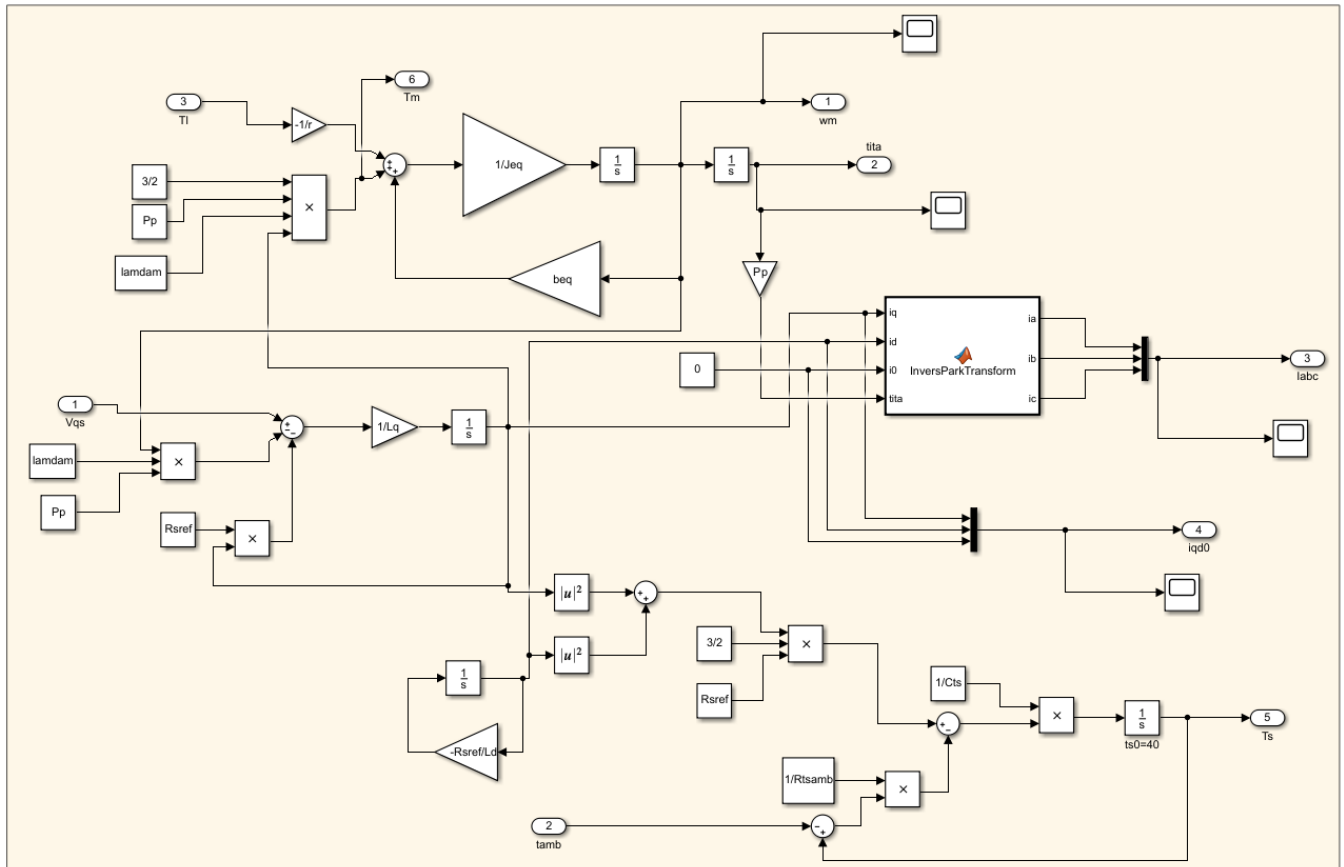 6
Tm
3
Tl
-1/r
1
wm
+
+
+
1/Jeq
1
s
1
s
tita
2
3/2
Pp
×
lamdam
beq
Pp
iq
id
i0
tita
InversParkTransform
ia
ib
ic
0
3
Iabc
1
Vqs
+
-
-
1/Lq
1
s
lamdam
×
Pp
Rsref
×
4
iqd0
|u|²
+
+
3/2
×
|u|²
Rsref
1
s
-Rsref/Ld
1/Cts
×
+
-
1
s
ts0=40
5
Ts
1/Rtsamb
×
2
tamb
-
+